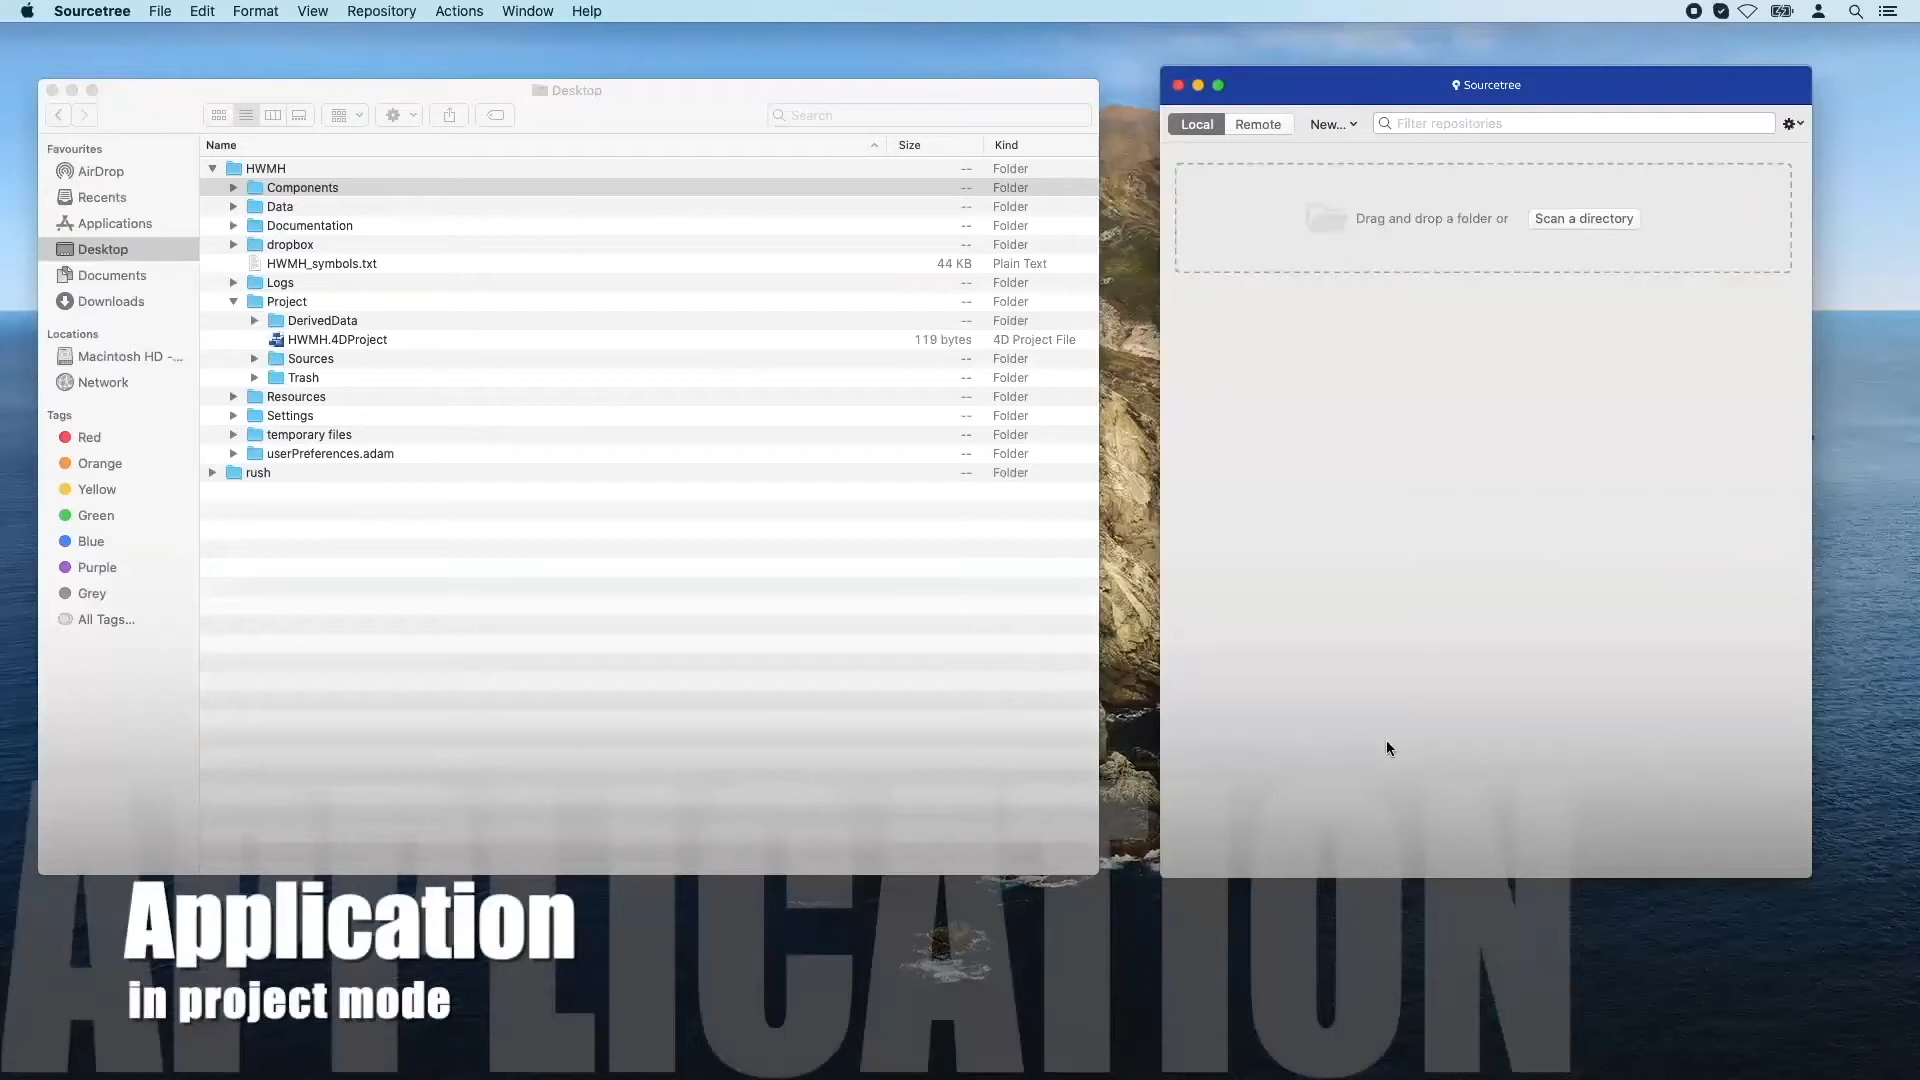 Sourcetree File Edit Format View Repository Actions Window Help
Desktop
Search
Favourites
AirDrop
Recents
Applications
Desktop
Documents
Downloads
Locations
Macintosh HD -...
Network
Tags
Red
Orange
Yellow
Green
Blue
Purple
Grey
All Tags...
Name Size Kind
HWMH -- Folder
Components -- Folder
Data -- Folder
Documentation -- Folder
dropbox -- Folder
HWMH_symbols.txt 44 KB Plain Text
Logs -- Folder
Project -- Folder
DerivedData -- Folder
HWMH.4DProject 119 bytes 4D Project File
Sources -- Folder
Trash -- Folder
Resources -- Folder
Settings -- Folder
temporary files -- Folder
userPreferences.adam -- Folder
rush -- Folder
Sourcetree
Local Remote New... Filter repositories
Drag and drop a folder or Scan a directory
APPLICATION
Application
in project mode